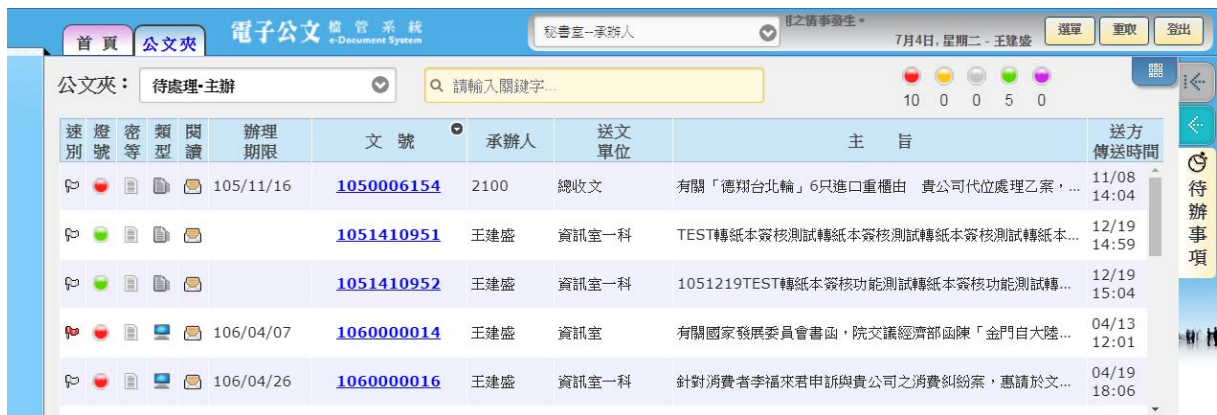 首 頁
公文夾
電子公文 檔 管 系 統
e-Document System
秘書室--承辦人
之情事發生。
7月4日, 星期二 - 王建盛
選單
重取
登出
公文夾：
待處理-主辦
請輸入關鍵字...
10 0 0 5 0
速別 燈號 密等 類型 閱讀 辦理期限 文 號 承辦人 送文單位 主 旨 送方傳送時間
105/11/16 1050006154 2100 總收文 有關「德翔台北輪」6只進口重櫃由 貴公司代位處理乙案，... 11/08 14:04
1051410951 王建盛 資訊室一科 TEST轉紙本簽核測試轉紙本簽核測試轉紙本簽核測試轉紙本... 12/19 14:59
1051410952 王建盛 資訊室一科 1051219TEST轉紙本簽核功能測試轉紙本簽核功能測試轉... 12/19 15:04
106/04/07 1060000014 王建盛 資訊室 有關國家發展委員會書函，院交議經濟部函陳「金門自大陸... 04/13 12:01
106/04/26 1060000016 王建盛 資訊室一科 針對消費者李福來君申訴與貴公司之消費糾紛案，惠請於文... 04/19 18:06
待辦事項